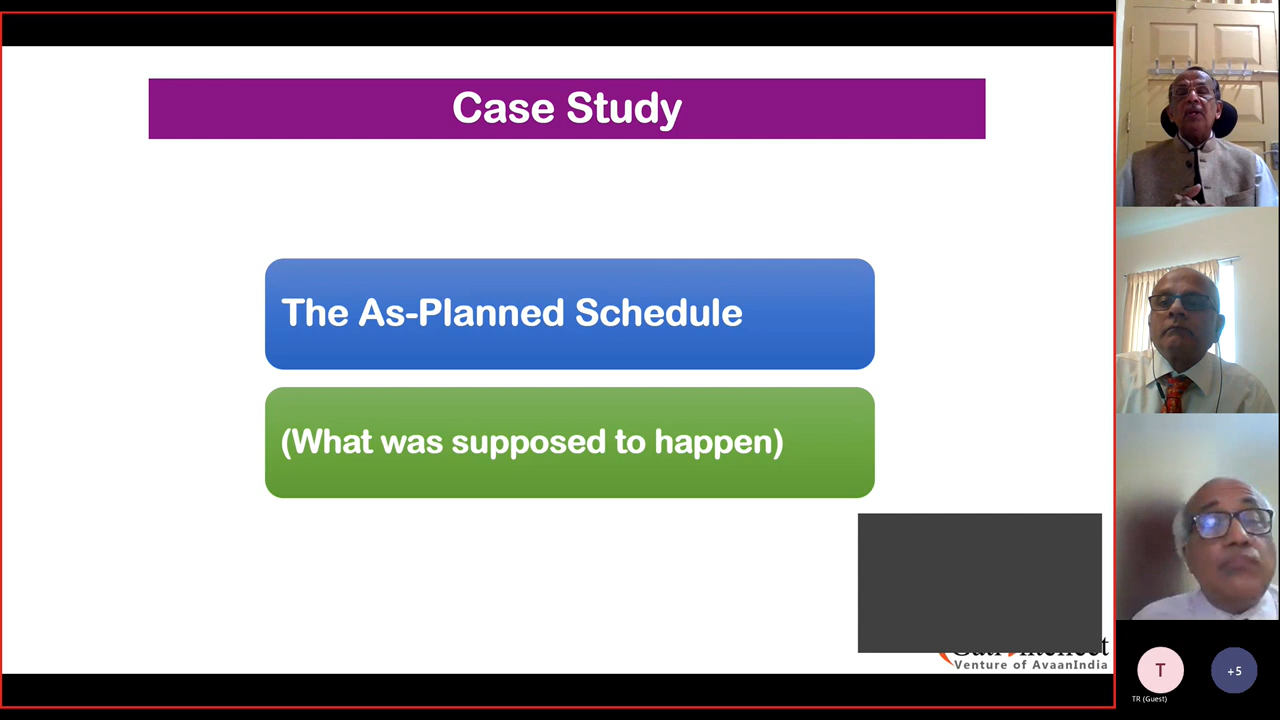 Case Study
The As-Planned Schedule
(What was supposed to happen)
Venture of AvaanIndia
T
+5
TR (Guest)